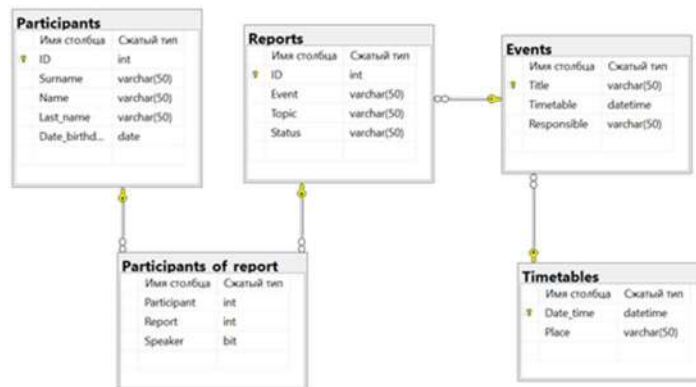 Participants
Имя столбца Сжатый тип
ID int
Surname varchar(50)
Name varchar(50)
Last_name varchar(50)
Date_birthd... date
Reports
Имя столбца Сжатый тип
ID int
Event varchar(50)
Topic varchar(50)
Status varchar(50)
Events
Имя столбца Сжатый тип
Title varchar(50)
Timetable datetime
Responsible varchar(50)
Participants_of_report
Имя столбца Сжатый тип
Participant int
Report int
Speaker bit
Timetables
Имя столбца Сжатый тип
Date_time datetime
Place varchar(50)